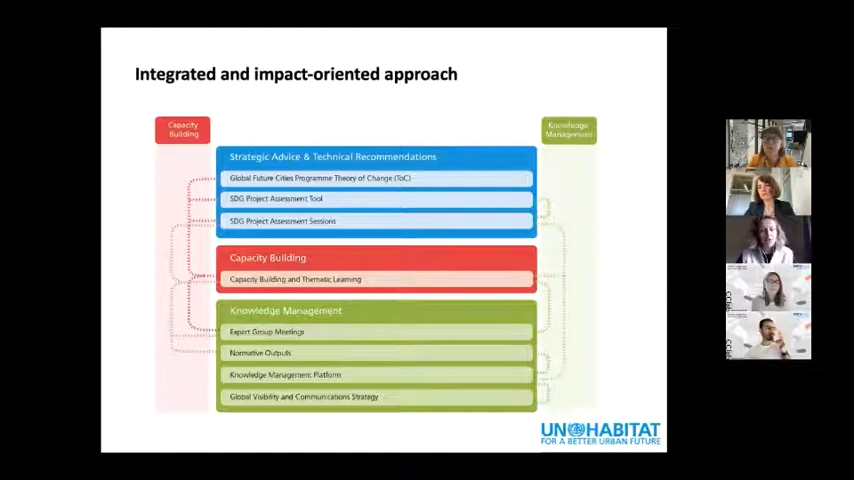 Integrated and impact-oriented approach
Capacity
Building
Knowledge
Management
Strategic Advice & Technical Recommendations
Global Future Cities Programme Theory of Change (ToC)
SDG Project Assessment Tool
SDG Project Assessment Sessions
Capacity Building
Capacity Building and Thematic Learning
Knowledge Management
Expert Group Meetings
Normative Outputs
Knowledge Management Platform
Global Visibility and Communications Strategy
UN HABITAT
FOR A BETTER URBAN FUTURE